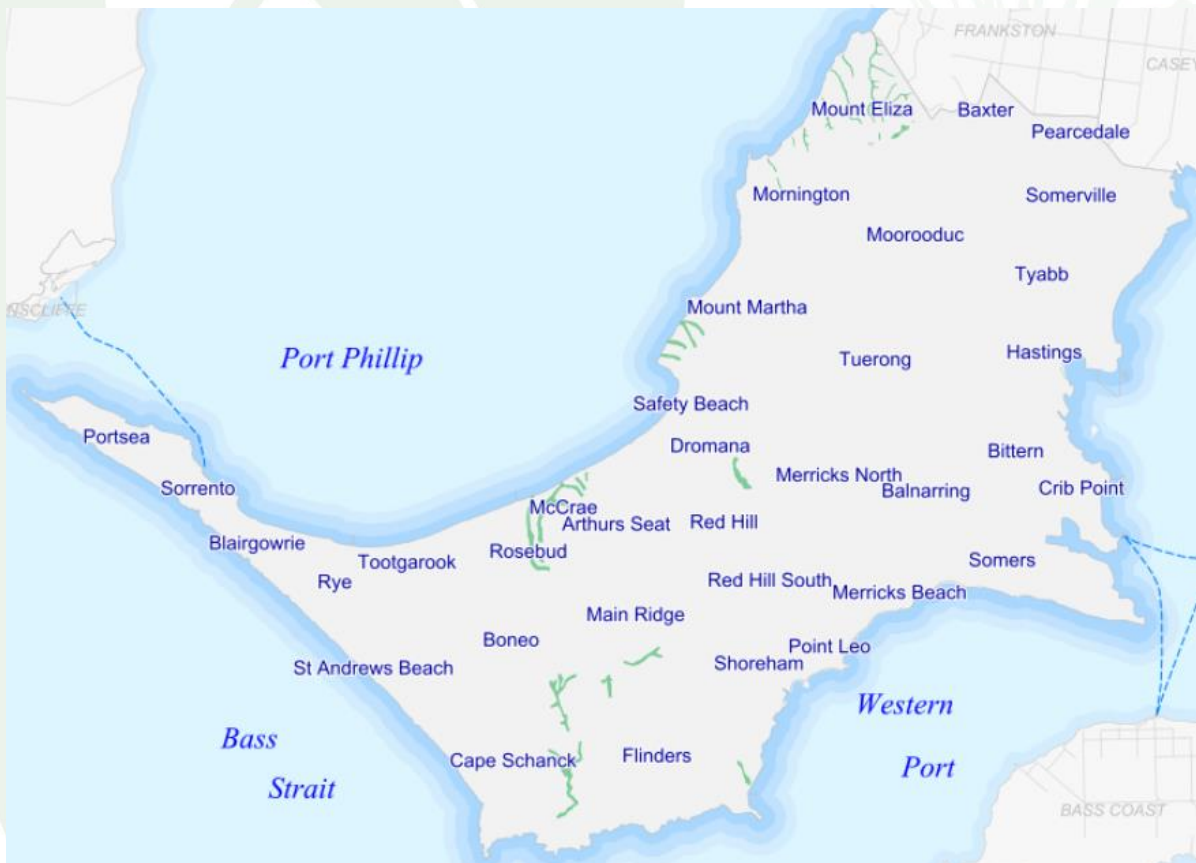 FRANKSTON
CASEY
Mount Eliza
Baxter
Pearcedale
Mornington
Somerville
Moorooduc
Tyabb
NSCLIFFE
Mount Martha
Port Phillip
Tuerong
Hastings
Safety Beach
Portsea
Dromana
Bittern
Merricks North
Sorrento
Balnarring
Crib Point
McCrae
Arthurs Seat
Red Hill
Blairgowrie
Rosebud
Tootgarook
Somers
Rye
Red Hill South
Merricks Beach
Main Ridge
Boneo
Point Leo
St Andrews Beach
Shoreham
Western
Port
Bass
Strait
Cape Schanck
Flinders
BASS COAST